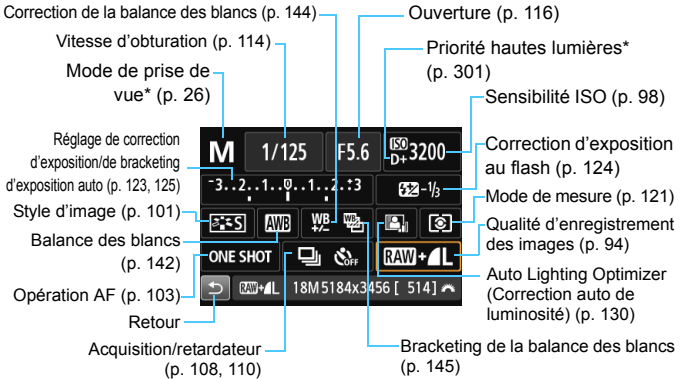 Correction de la balance des blancs (p. 144)
Ouverture (p. 116)
Vitesse d'obturation (p. 114)
Priorité hautes lumières*
(p. 301)
Mode de prise de
vue* (p. 26)
Sensibilité ISO (p. 98)
Réglage de correction
d'exposition/de bracketing
d'exposition auto (p. 123, 125)
Correction d'exposition
au flash (p. 124)
Style d'image (p. 101)
Mode de mesure (p. 121)
Balance des blancs
(p. 142)
Qualité d'enregistrement
des images (p. 94)
Opération AF (p. 103)
Auto Lighting Optimizer
(Correction auto de
luminosité) (p. 130)
Retour
Acquisition/retardateur
(p. 108, 110)
Bracketing de la balance des blancs
(p. 145)
M 1/125 F5.6 ISO D+ 3200
-3..2..1..0..1..2.+3 -1/3
S AWB WB +/- WB
ONE SHOT OFF RAW+L
RAW+L 18M 5184x3456 [ 514]